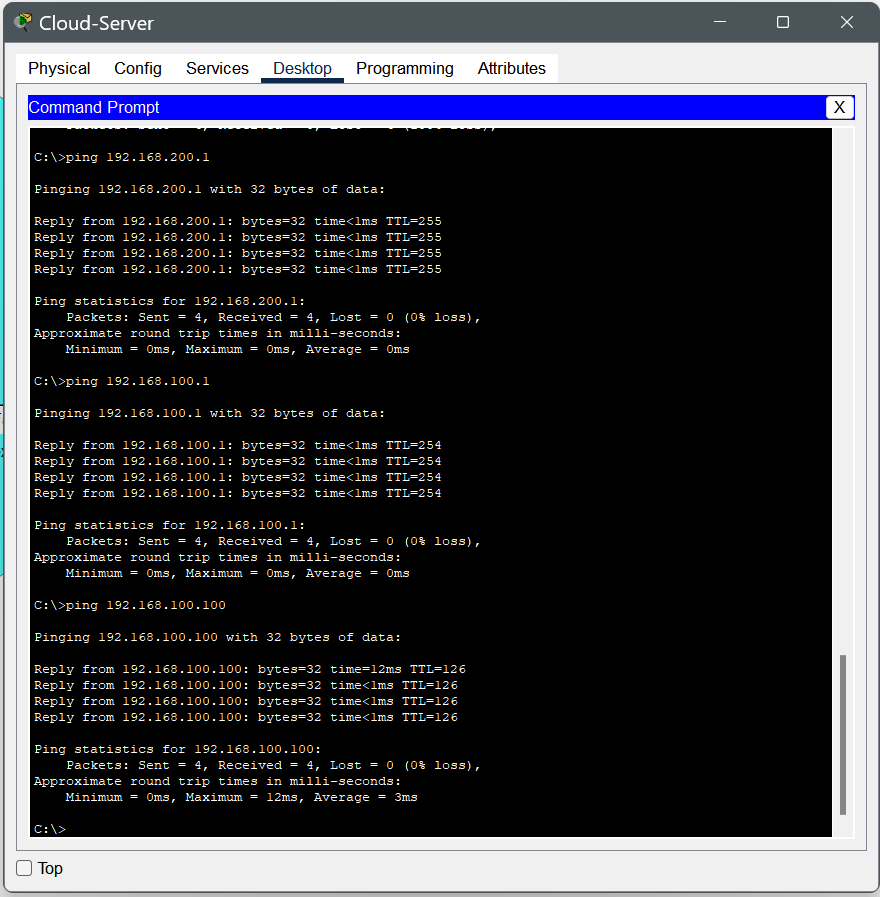 Cloud-Server
Physical Config Services Desktop Programming Attributes
Command Prompt X
C:\>ping 192.168.200.1
Pinging 192.168.200.1 with 32 bytes of data:
Reply from 192.168.200.1: bytes=32 time<1ms TTL=255
Reply from 192.168.200.1: bytes=32 time<1ms TTL=255
Reply from 192.168.200.1: bytes=32 time<1ms TTL=255
Reply from 192.168.200.1: bytes=32 time<1ms TTL=255
Ping statistics for 192.168.200.1:
Packets: Sent = 4, Received = 4, Lost = 0 (0% loss),
Approximate round trip times in milli-seconds:
Minimum = 0ms, Maximum = 0ms, Average = 0ms
C:\>ping 192.168.100.1
Pinging 192.168.100.1 with 32 bytes of data:
Reply from 192.168.100.1: bytes=32 time<1ms TTL=254
Reply from 192.168.100.1: bytes=32 time<1ms TTL=254
Reply from 192.168.100.1: bytes=32 time<1ms TTL=254
Reply from 192.168.100.1: bytes=32 time<1ms TTL=254
Ping statistics for 192.168.100.1:
Packets: Sent = 4, Received = 4, Lost = 0 (0% loss),
Approximate round trip times in milli-seconds:
Minimum = 0ms, Maximum = 0ms, Average = 0ms
C:\>ping 192.168.100.100
Pinging 192.168.100.100 with 32 bytes of data:
Reply from 192.168.100.100: bytes=32 time=12ms TTL=126
Reply from 192.168.100.100: bytes=32 time<1ms TTL=126
Reply from 192.168.100.100: bytes=32 time<1ms TTL=126
Reply from 192.168.100.100: bytes=32 time<1ms TTL=126
Ping statistics for 192.168.100.100:
Packets: Sent = 4, Received = 4, Lost = 0 (0% loss),
Approximate round trip times in milli-seconds:
Minimum = 0ms, Maximum = 12ms, Average = 3ms
C:\>
Top